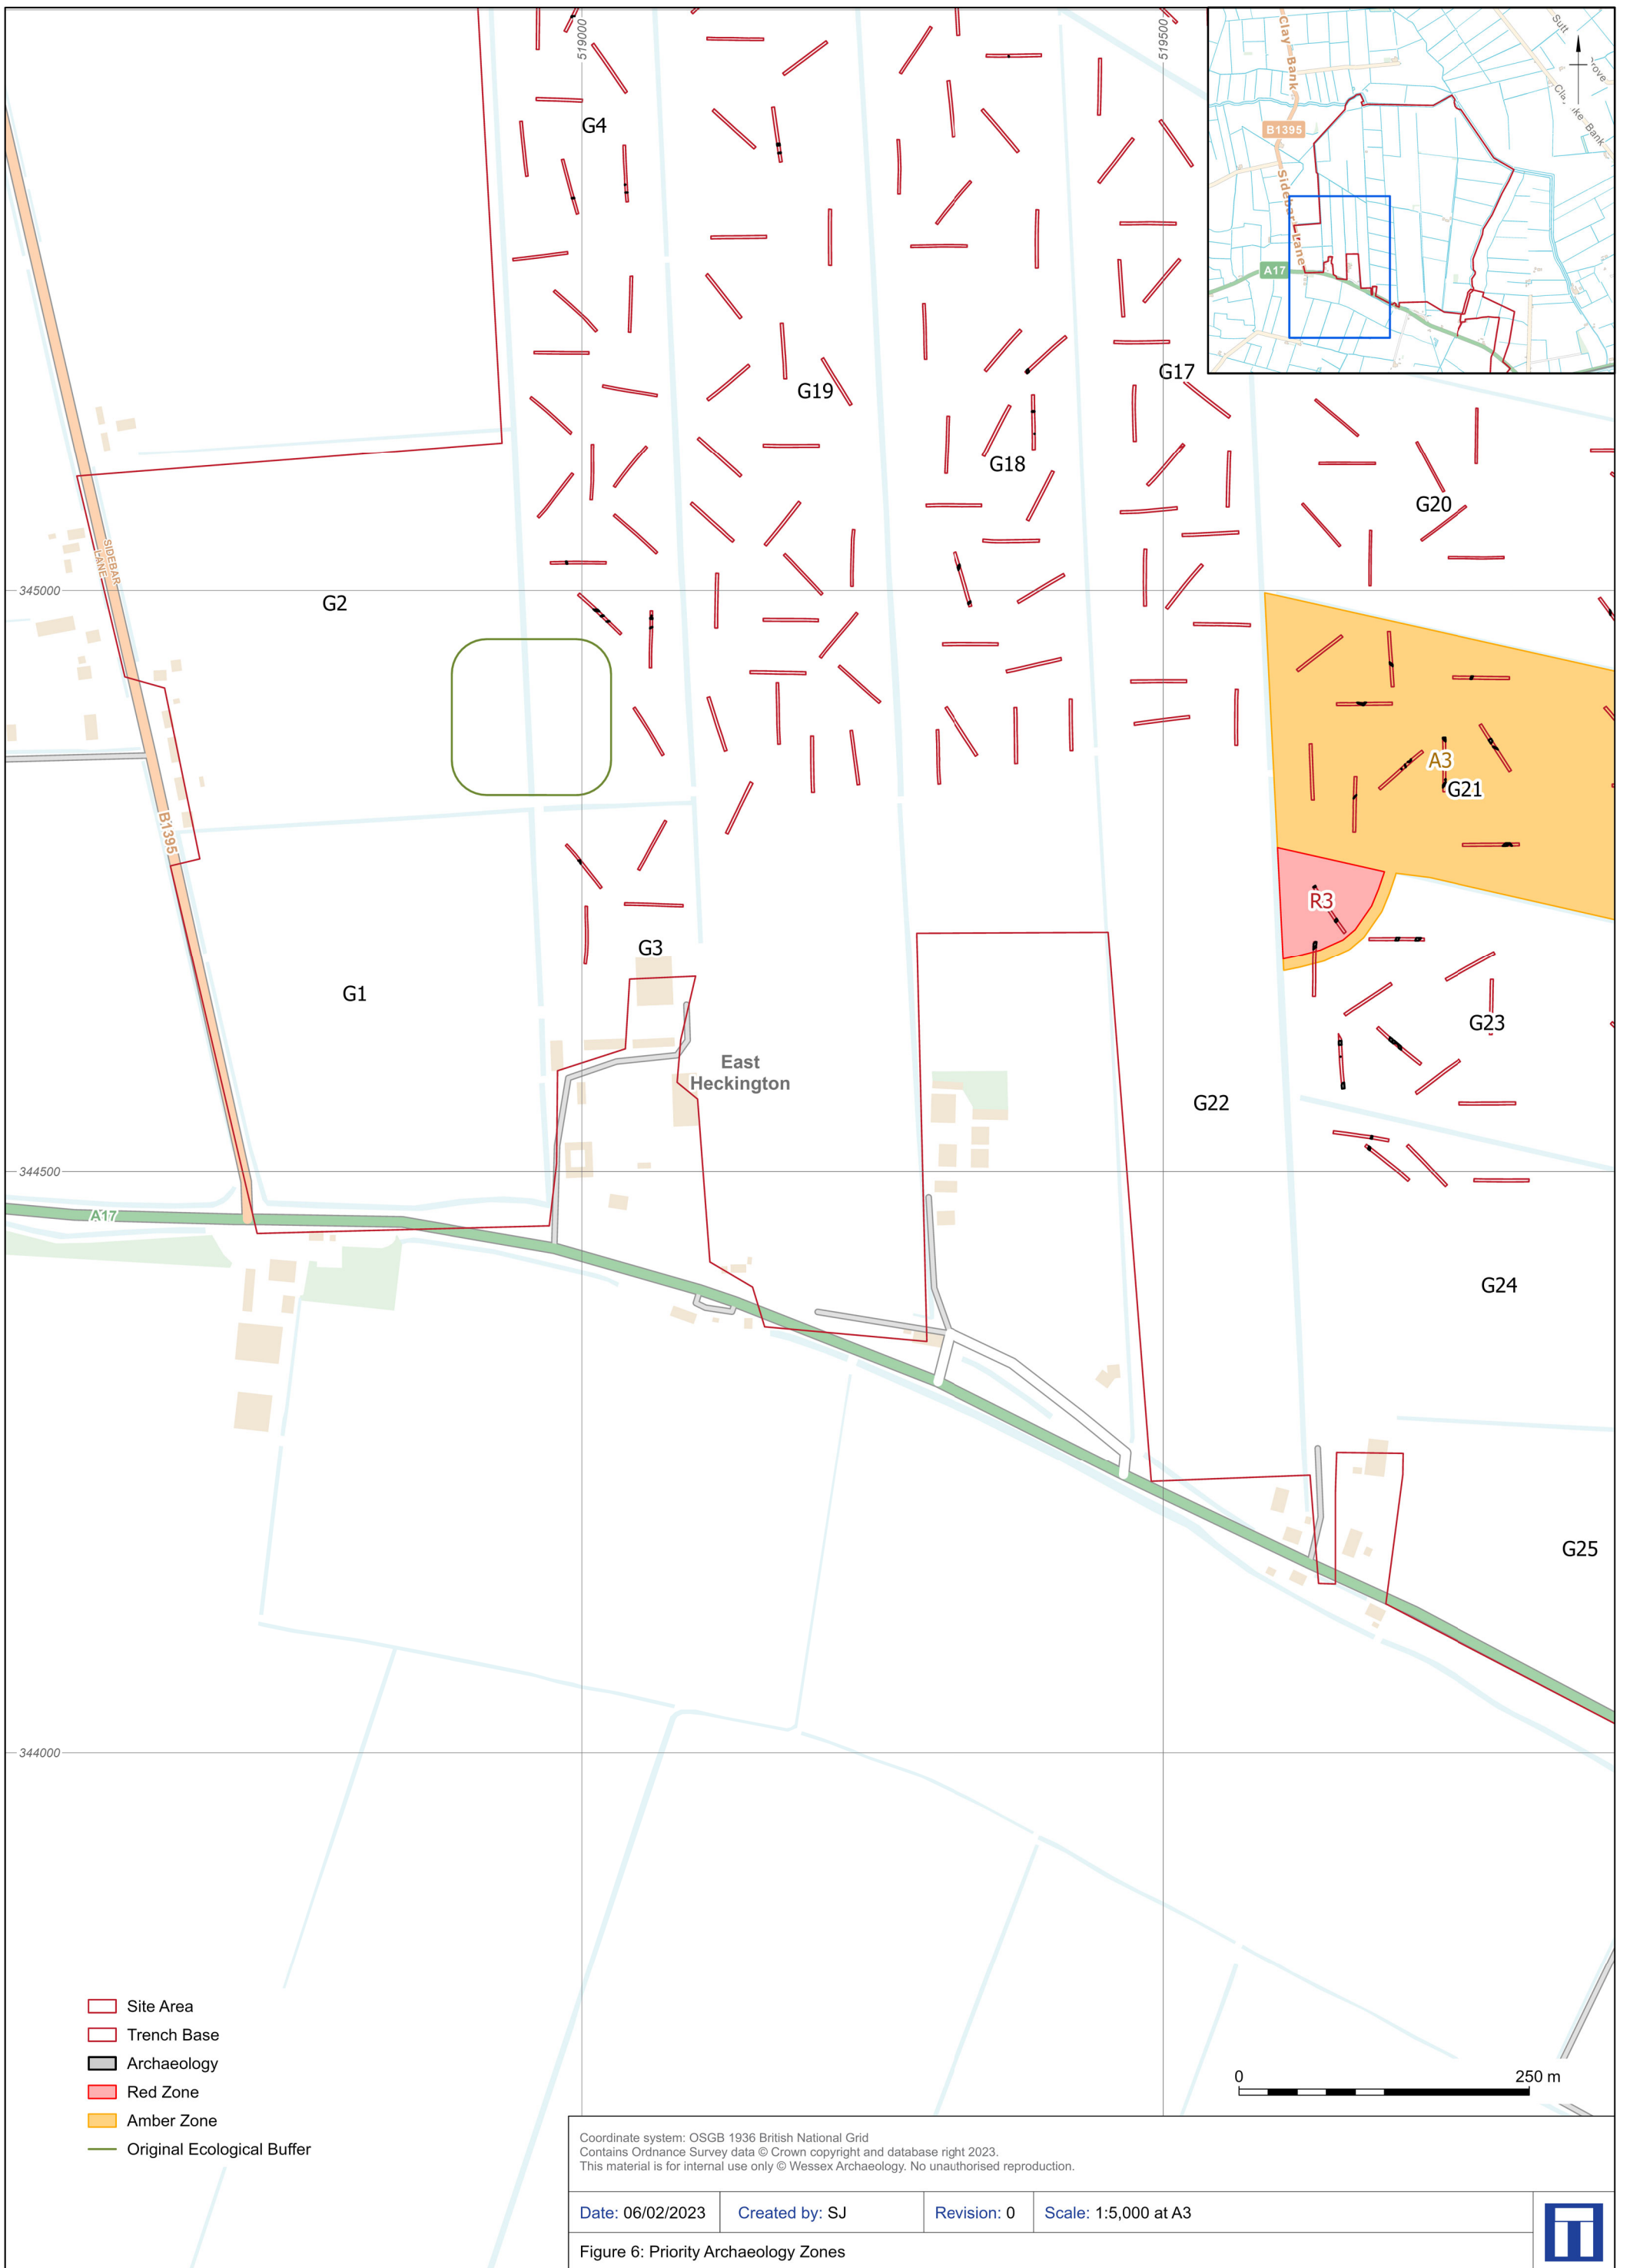 519000
519500
G4
G19
G17
G18
G20
345000
SIDEBAR
LANE
G2
A3
G21
B1395
R3
G3
G1
G23
East
Heckington
G22
344500
A17
G24
G25
344000
Clay Bank
B1395
Sidebar Lane
A17
Sutt
rove
Cla
ke Bank
Site Area
Trench Base
Archaeology
Red Zone
Amber Zone
Original Ecological Buffer
0 250 m
Coordinate system: OSGB 1936 British National Grid
Contains Ordnance Survey data © Crown copyright and database right 2023.
This material is for internal use only © Wessex Archaeology. No unauthorised reproduction.
Date: 06/02/2023 Created by: SJ Revision: 0 Scale: 1:5,000 at A3
Figure 6: Priority Archaeology Zones